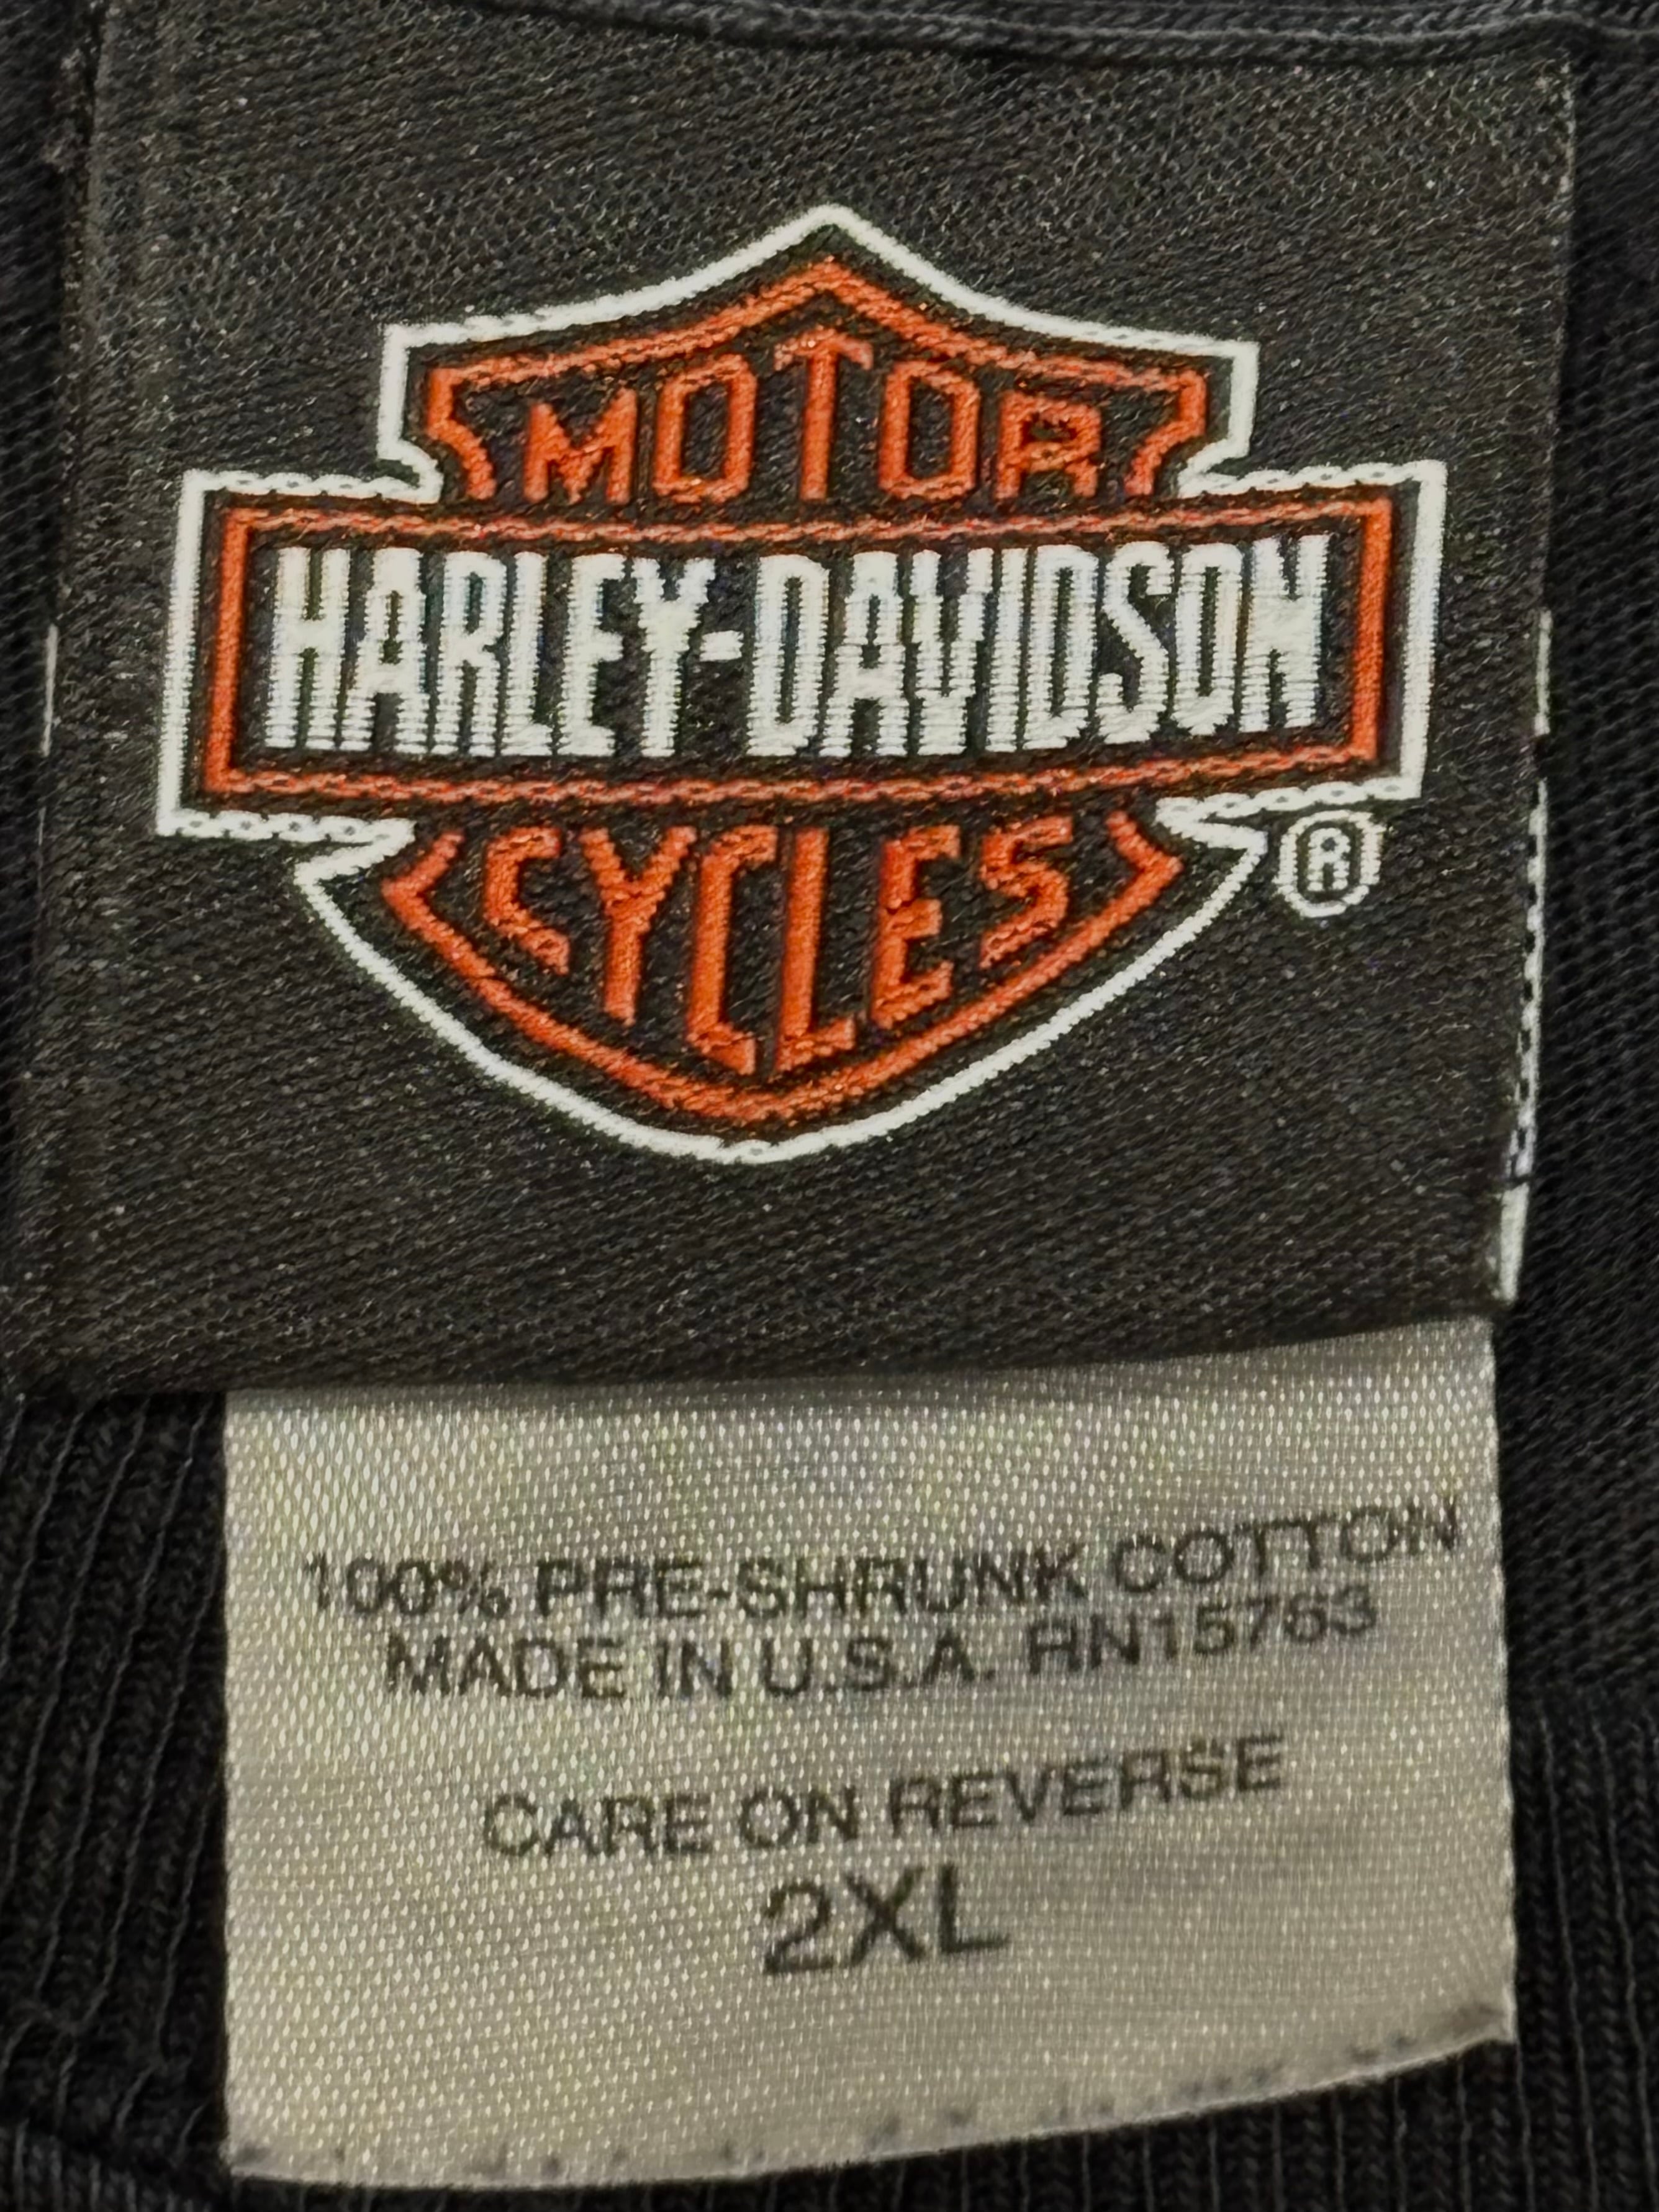 MOTOR
HARLEY-DAVIDSON
CYCLES
®
100% PRE-SHRUNK COTTON
MADE IN U.S.A. RN15763
CARE ON REVERSE
2XL